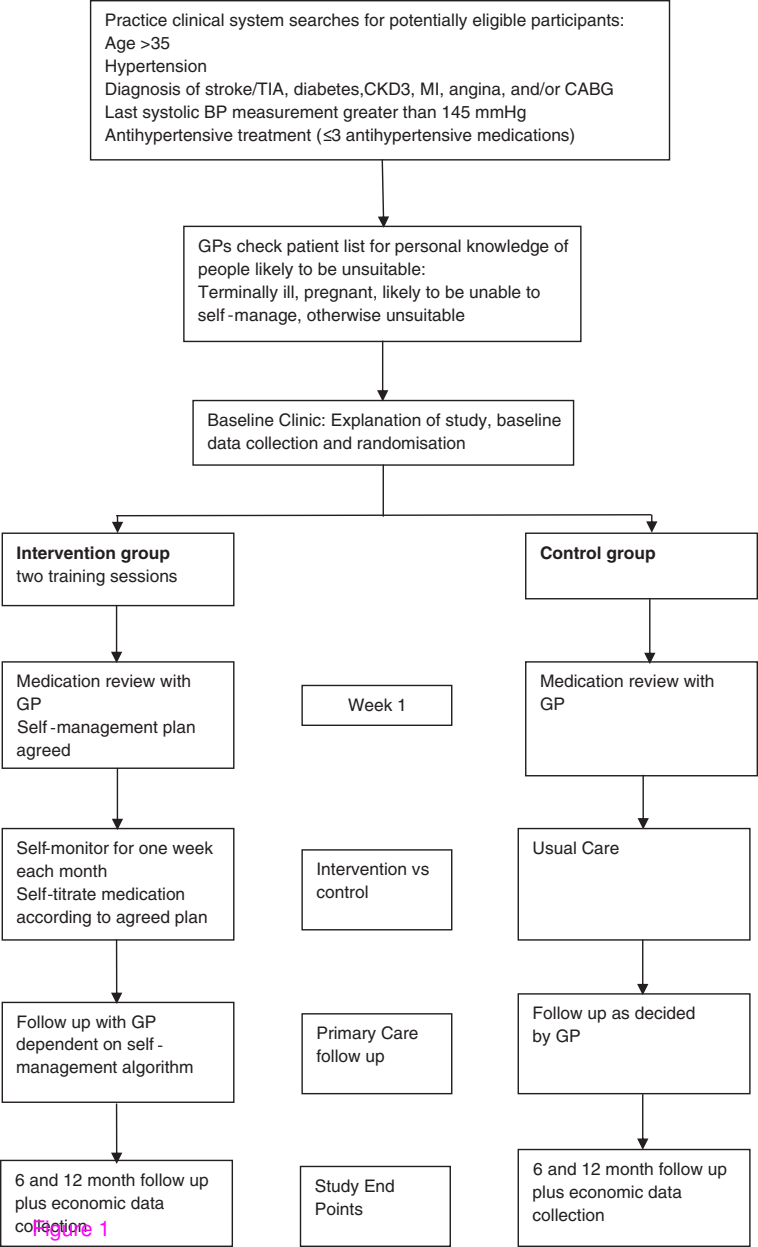 Practice clinical system searches for potentially eligible participants:
Age >35
Hypertension
Diagnosis of stroke/TIA, diabetes,CKD3, MI, angina, and/or CABG
Last systolic BP measurement greater than 145 mmHg
Antihypertensive treatment (≤3 antihypertensive medications)
GPs check patient list for personal knowledge of
people likely to be unsuitable:
Terminally ill, pregnant, likely to be unable to
self-manage, otherwise unsuitable
Baseline Clinic: Explanation of study, baseline
data collection and randomisation
Intervention group
two training sessions
Control group
Medication review with
GP
Self-management plan
agreed
Week 1
Medication review with
GP
Self-monitor for one week
each month
Self-titrate medication
according to agreed plan
Intervention vs
control
Usual Care
Follow up with GP
dependent on self-
management algorithm
Primary Care
follow up
Follow up as decided
by GP
6 and 12 month follow up
plus economic data
collection
Study End
Points
6 and 12 month follow up
plus economic data
collection
Figure 1